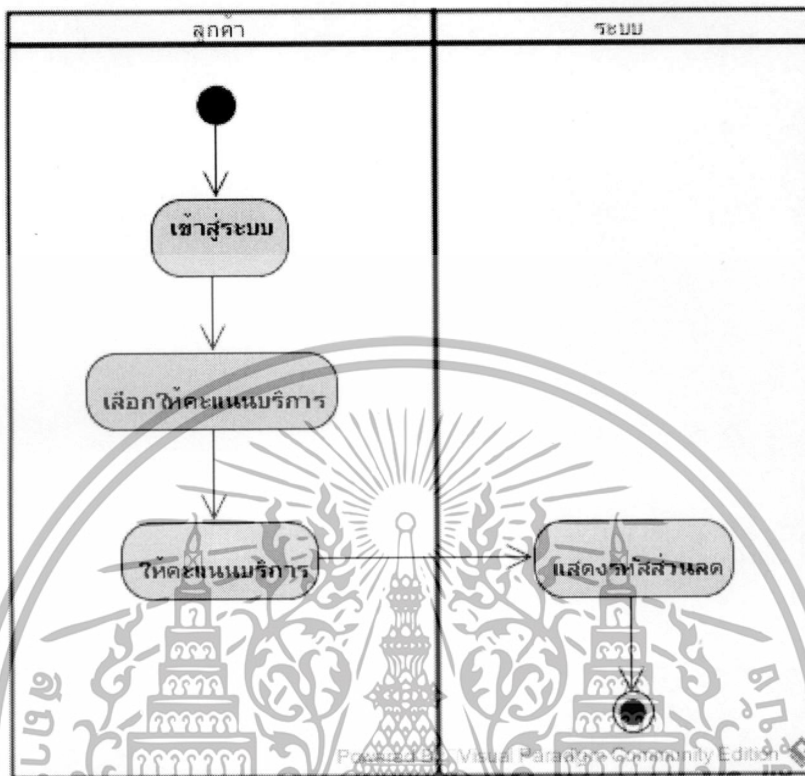 ลูกค้า
ระบบ
เข้าสู่ระบบ
เลือกให้คะแนนบริการ
ให้คะแนนบริการ
แสดงรหัสส่วนลด
Powered By Visual Paradigm Community Edition